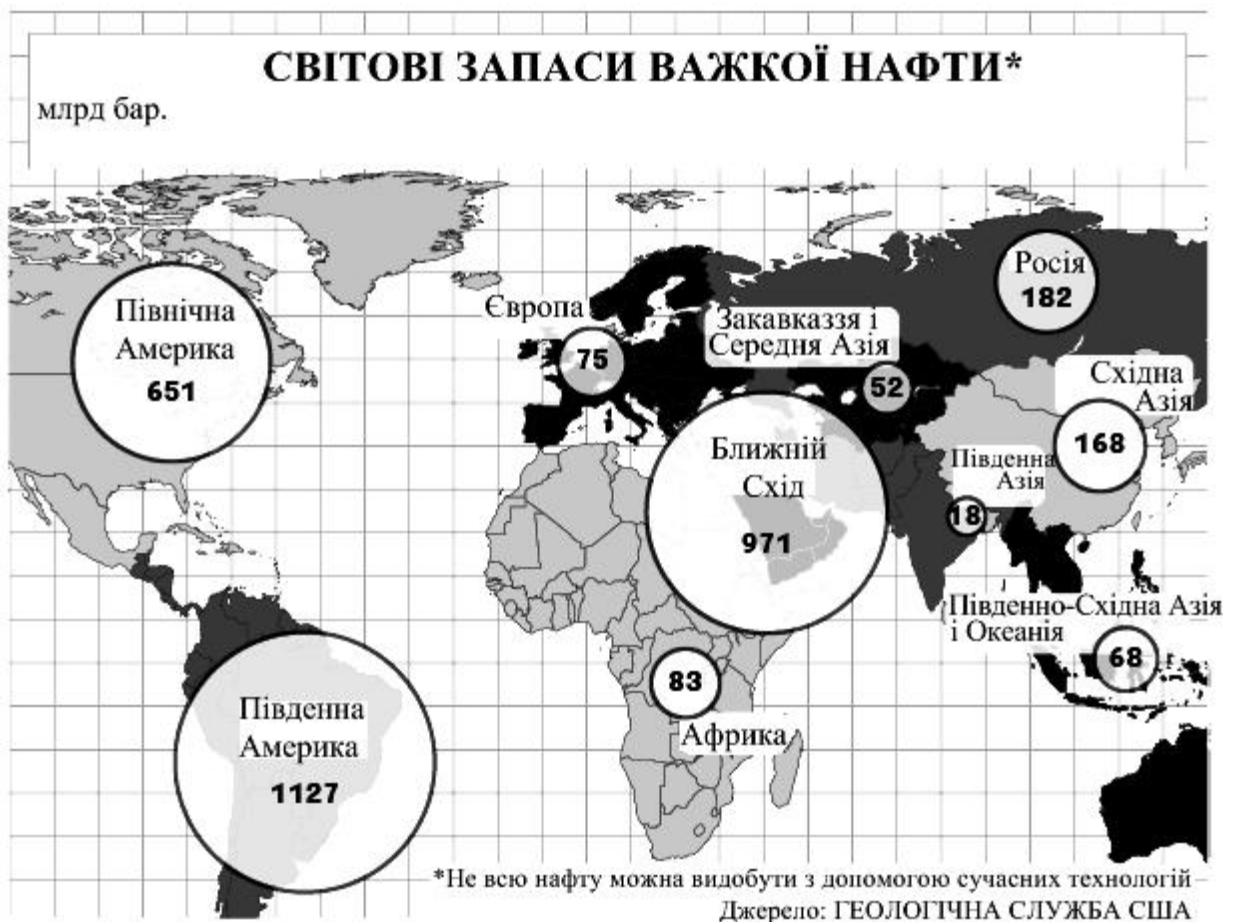 СВІТОВІ ЗАПАСИ ВАЖКОЇ НАФТИ*
млрд бар.
Північна
Америка
651
Європа
75
Закавказзя і
Середня Азія
52
Росія
182
Східна
Азія
168
Ближній
Схід
971
Південна
Азія
18
Південно-Східна Азія
і Океанія
68
83
Африка
Південна
Америка
1127
*Не всю нафту можна видобути з допомогою сучасних технологій
Джерело: ГЕОЛОГІЧНА СЛУЖБА США